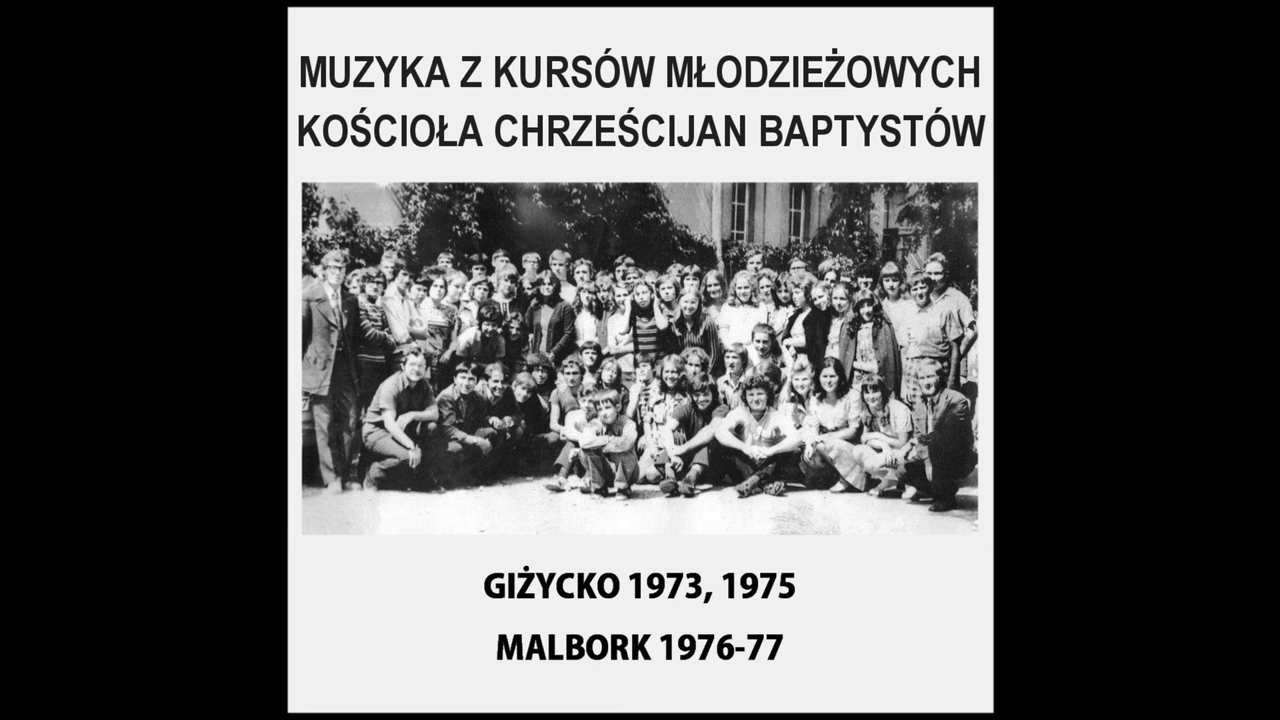 MUZYKA Z KURSÓW MŁODZIEŻOWYCH
KOŚCIOŁA CHRZEŚCIJAN BAPTYSTÓW
GIŻYCKO 1973, 1975
MALBORK 1976-77